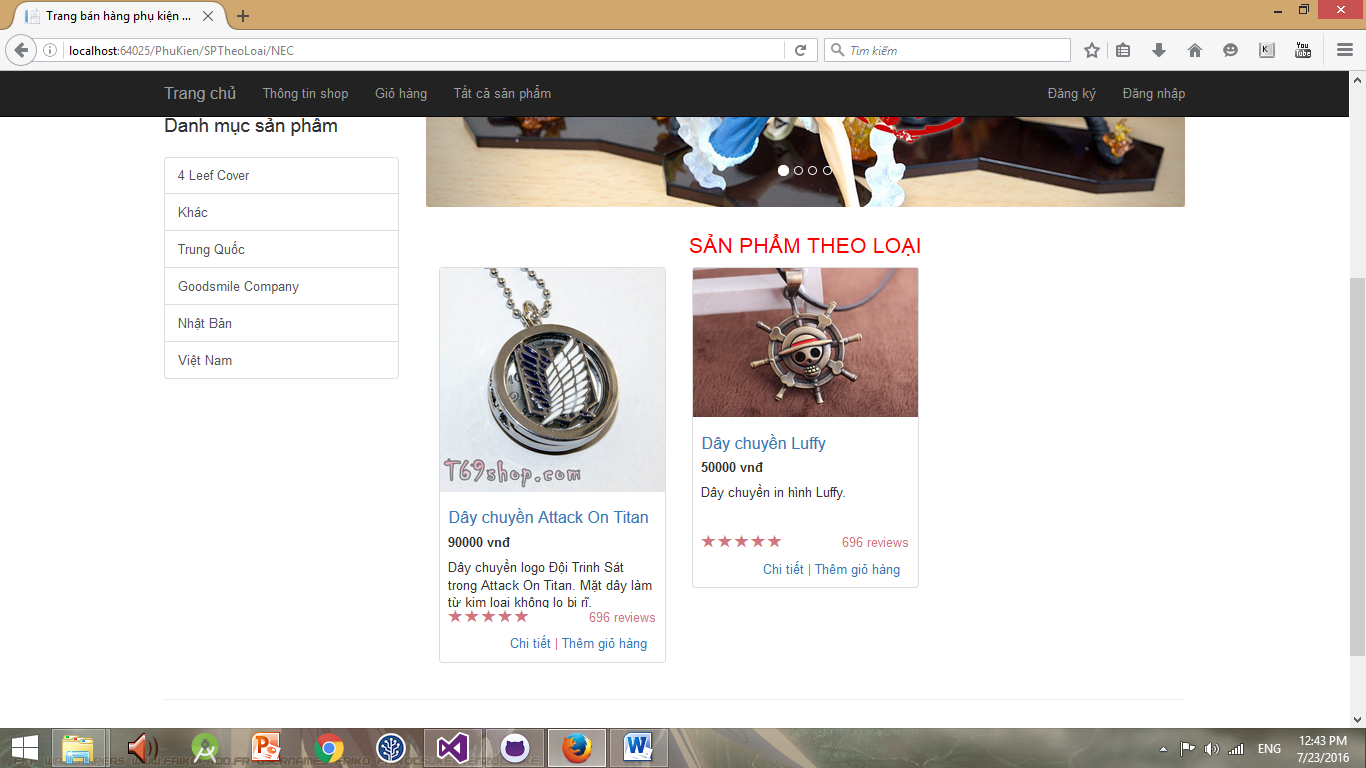 Trang bán hàng phụ kiện ...
localhost:64025/PhuKien/SPTheoLoai/NEC
Tìm kiếm
You
Tube
Trang chủ
Thông tin shop
Giỏ hàng
Tất cả sản phẩm
Đăng ký
Đăng nhập
Danh mục sản phẩm
4 Leef Cover
Khác
Trung Quốc
Goodsmile Company
Nhật Bản
Việt Nam
SẢN PHẨM THEO LOẠI
T69shop.com
Dây chuyền Attack On Titan
90000 vnđ
Dây chuyền logo Đội Trinh Sát
trong Attack On Titan. Mặt dây làm
từ kim loại không lo bị rĩ.
★★★★★ 696 reviews
Chi tiết | Thêm giỏ hàng
Dây chuyền Luffy
50000 vnđ
Dây chuyền in hình Luffy.
★★★★★ 696 reviews
Chi tiết | Thêm giỏ hàng
ENG
12:43 PM
7/23/2016